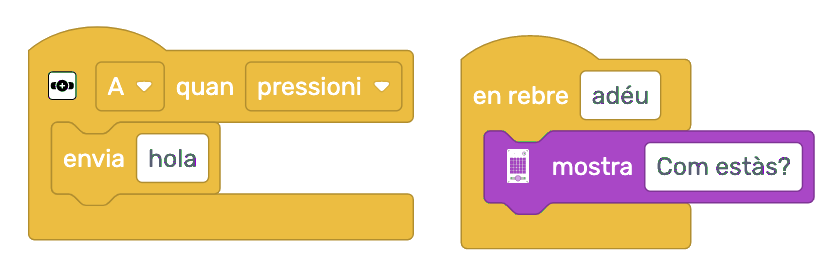 A quan pressioni
envia hola
en rebre adéu
mostra Com estàs?